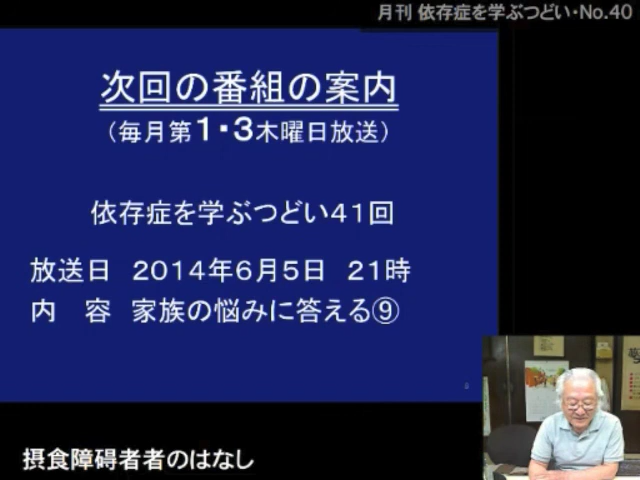 月刊 依存症を学ぶつどい・No.40
次回の番組の案内
（毎月第１・３木曜日放送）
依存症を学ぶつどい４１回
放送日　２０１４年６月５日　２１時
内　容　家族の悩みに答える⑨
摂食障碍者者のはなし